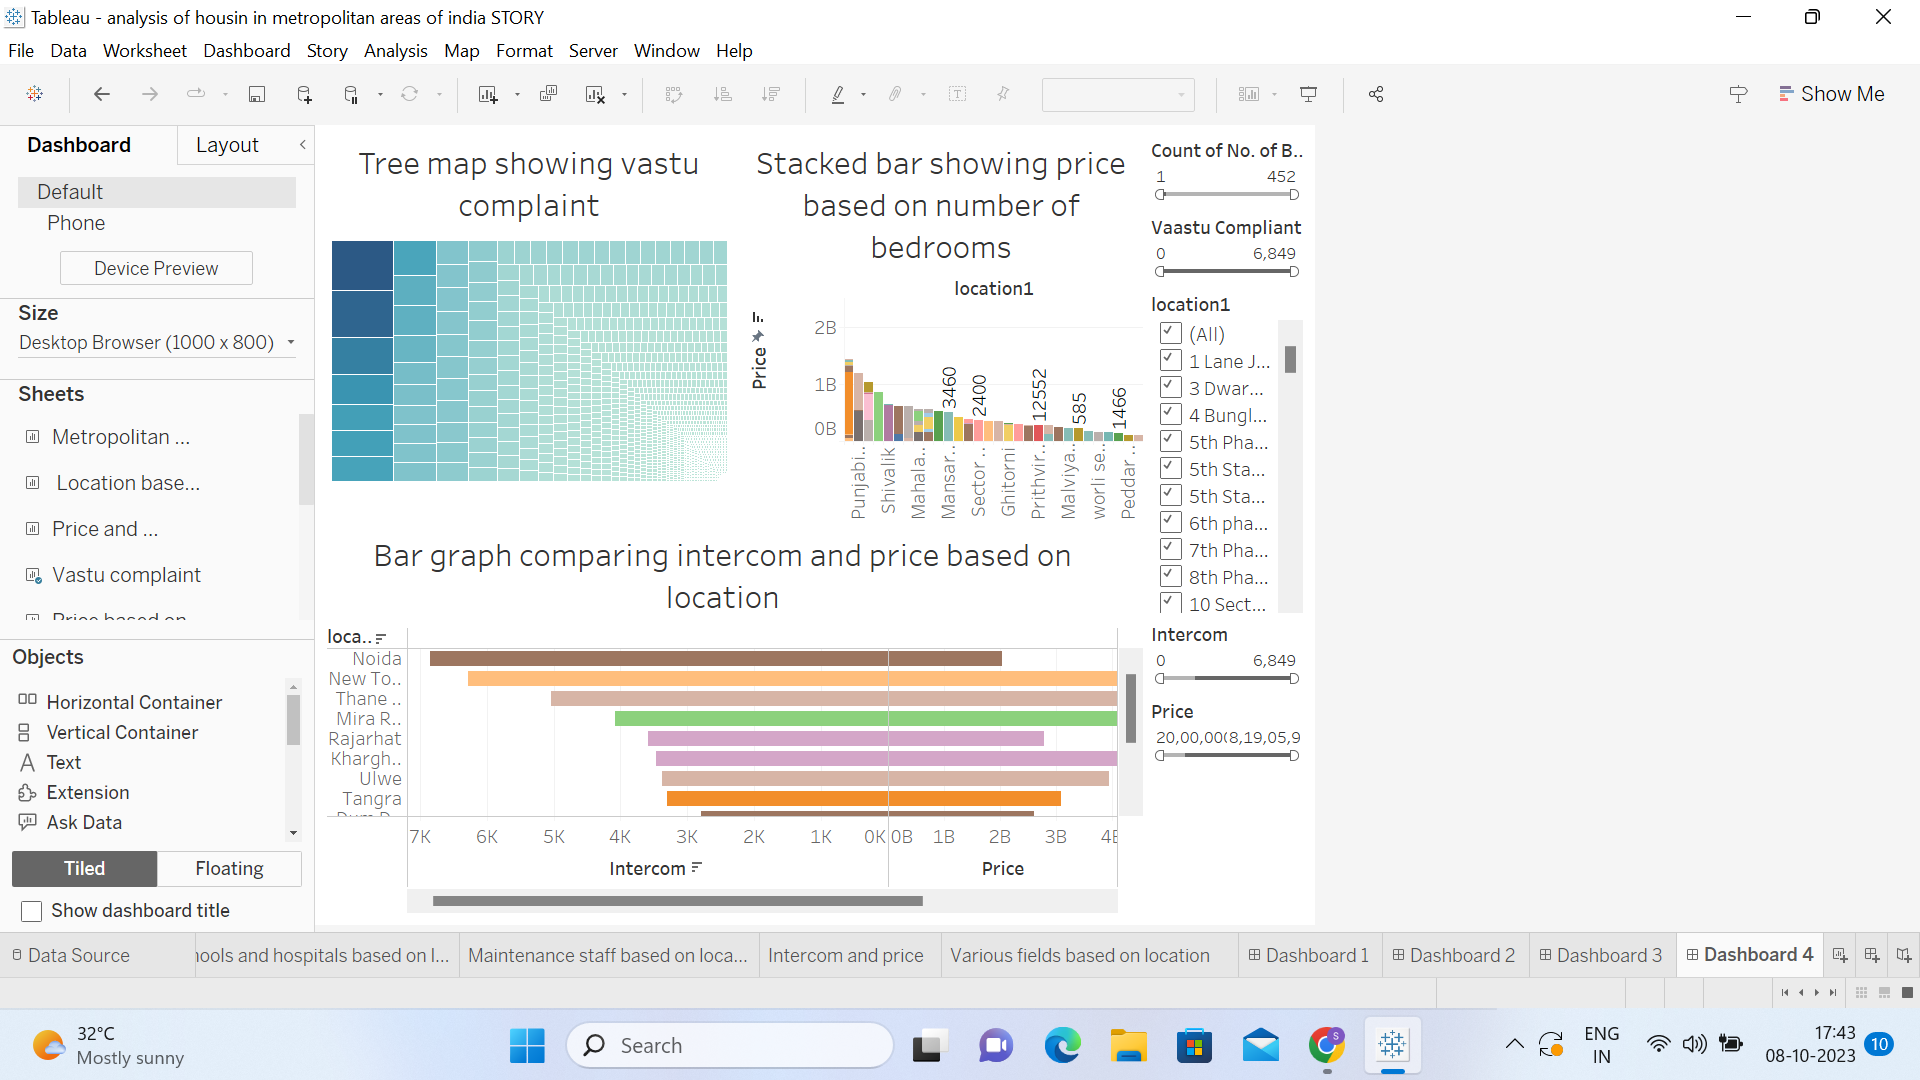 Tableau - analysis of housin in metropolitan areas of india STORY
File Data Worksheet Dashboard Story Analysis Map Format Server Window Help
Show Me
Dashboard Layout
Default
Phone
Device Preview
Size
Desktop Browser (1000 x 800)
Sheets
Metropolitan ...
Location base...
Price and ...
Vastu complaint
Price based on
Objects
Horizontal Container
Vertical Container
Text
Extension
Ask Data
Tiled Floating
Show dashboard title
Tree map showing vastu
complaint
Stacked bar showing price
based on number of
bedrooms
location1
Price
2B
1B
0B
3460
2400
12552
585
1466
Punjabi..
Shivalik
Mahala..
Mansar..
Sector ..
Ghitorni
Prithvir..
Malviya..
worli se..
Peddar ..
Bar graph comparing intercom and price based on
location
loca..
Noida
New To..
Thane ..
Mira R..
Rajarhat
Khargh..
Ulwe
Tangra
7K 6K 5K 4K 3K 2K 1K 0K 0B 1B 2B 3B
Intercom Price
Count of No. of B..
1 452
Vaastu Compliant
0 6,849
location1
(All)
1 Lane J...
3 Dwar...
4 Bungl...
5th Pha...
5th Sta...
5th Sta...
6th pha...
7th Pha...
8th Pha...
10 Sect...
Intercom
0 6,849
Price
20,00,00(8,19,05,9
Data Source
ools and hospitals based on l...
Maintenance staff based on loca...
Intercom and price
Various fields based on location
Dashboard 1
Dashboard 2
Dashboard 3
Dashboard 4
32°C
Mostly sunny
Search
ENG
IN
17:43
08-10-2023
10